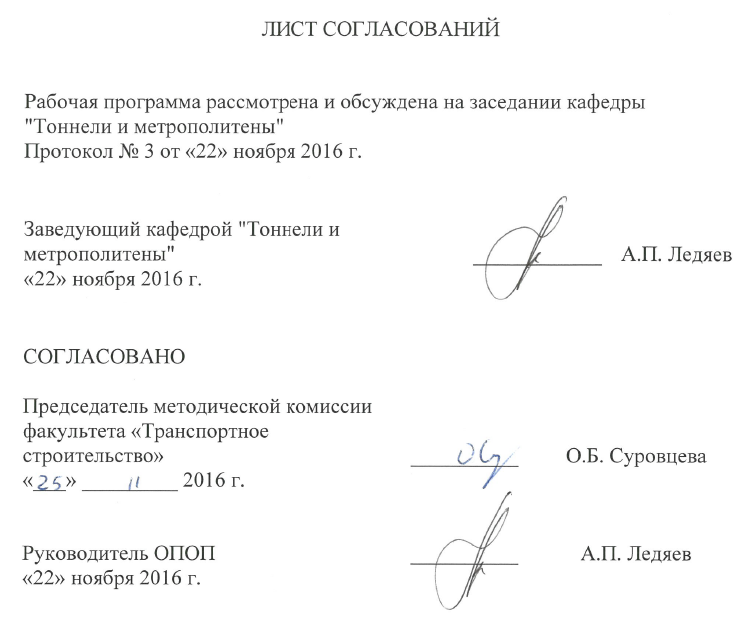 ЛИСТ СОГЛАСОВАНИЙ
Рабочая программа рассмотрена и обсуждена на заседании кафедры
"Тоннели и метрополитены"
Протокол № 3 от «22» ноября 2016 г.
Заведующий кафедрой "Тоннели и
метрополитены"
«22» ноября 2016 г.
А.П. Ледяев
СОГЛАСОВАНО
Председатель методической комиссии
факультета «Транспортное
строительство»
«25» 11 2016 г.
О.Б. Суровцева
Руководитель ОПОП
«22» ноября 2016 г.
А.П. Ледяев